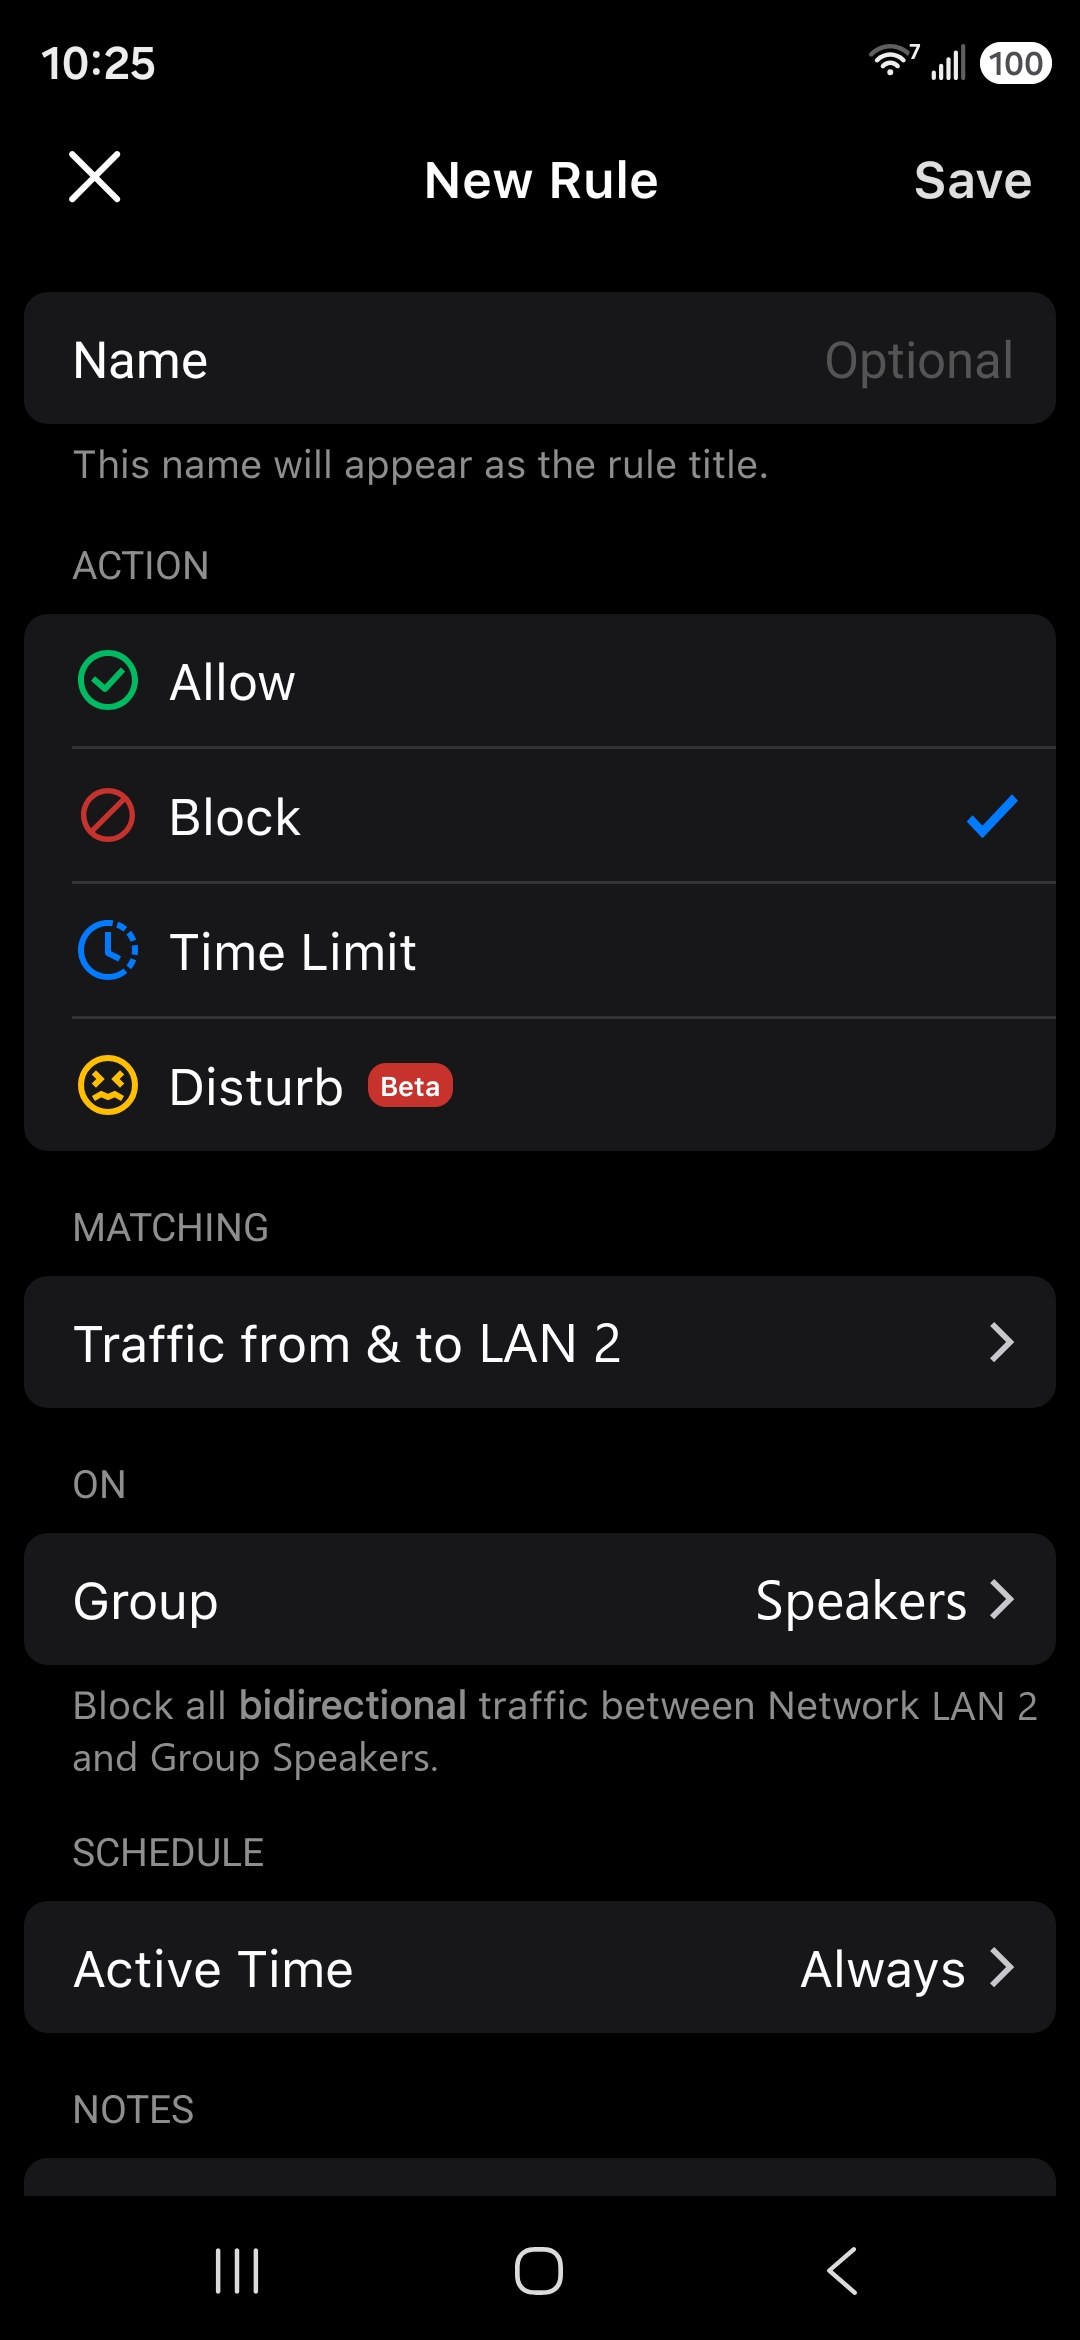 10:25
7
100
New Rule
Save
Name
Optional
This name will appear as the rule title.
ACTION
Allow
Block
Time Limit
Disturb Beta
MATCHING
Traffic from & to LAN 2
ON
Group
Speakers
Block all bidirectional traffic between Network LAN 2
and Group Speakers.
SCHEDULE
Active Time
Always
NOTES